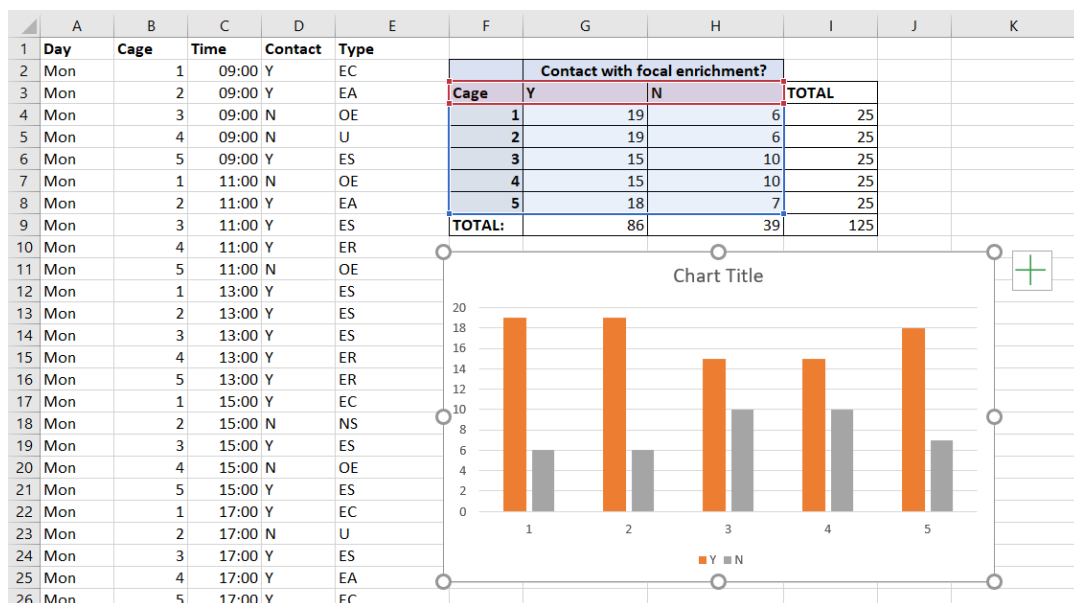 A B C D E F G H I J K
1 Day Cage Time Contact Type
2 Mon 1 09:00 Y EC Contact with focal enrichment?
3 Mon 2 09:00 Y EA Cage Y N TOTAL
4 Mon 3 09:00 N OE 1 19 6 25
5 Mon 4 09:00 N U 2 19 6 25
6 Mon 5 09:00 Y ES 3 15 10 25
7 Mon 1 11:00 N OE 4 15 10 25
8 Mon 2 11:00 Y EA 5 18 7 25
9 Mon 3 11:00 Y ES TOTAL: 86 39 125
10 Mon 4 11:00 Y ER
11 Mon 5 11:00 N OE
12 Mon 1 13:00 Y ES
13 Mon 2 13:00 Y ES
14 Mon 3 13:00 Y ES
15 Mon 4 13:00 Y ER
16 Mon 5 13:00 Y ER
17 Mon 1 15:00 Y EC
18 Mon 2 15:00 N NS
19 Mon 3 15:00 Y ES
20 Mon 4 15:00 N OE
21 Mon 5 15:00 Y ES
22 Mon 1 17:00 Y EC
23 Mon 2 17:00 N U
24 Mon 3 17:00 Y ES
25 Mon 4 17:00 Y EA
26 Mon 5 17:00 Y EC
Chart Title
20
18
16
14
12
10
8
6
4
2
0
1 2 3 4 5
Y N